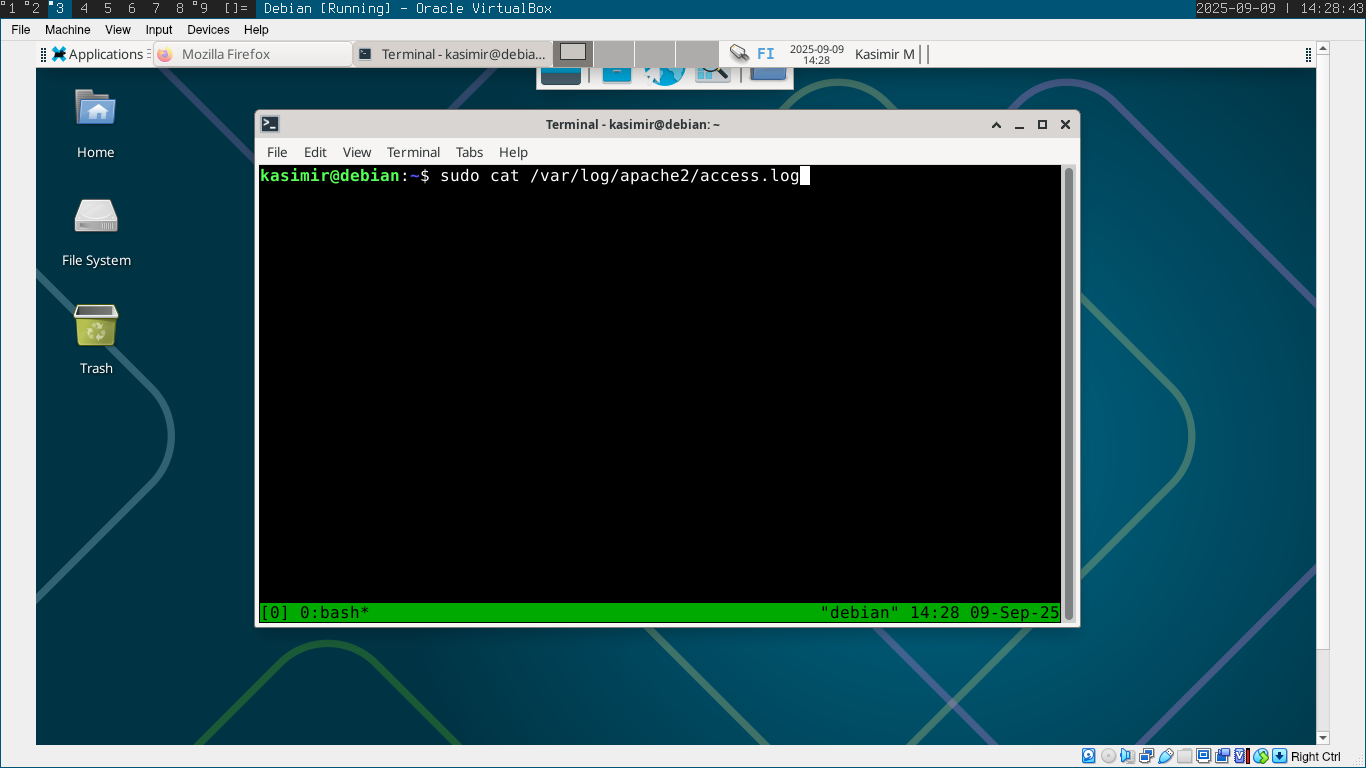 1 2 3 4 5 6 7 8 9 []= Debian [Running] - Oracle VirtualBox 2025-09-09 | 14:28:43
File Machine View Input Devices Help
Applications Mozilla Firefox Terminal - kasimir@debia... FI 2025-09-09 Kasimir M
14:28
Terminal - kasimir@debian: ~
File Edit View Terminal Tabs Help
kasimir@debian:~$ sudo cat /var/log/apache2/access.log
Home
File System
Trash
[0] 0:bash* "debian" 14:28 09-Sep-25
Right Ctrl